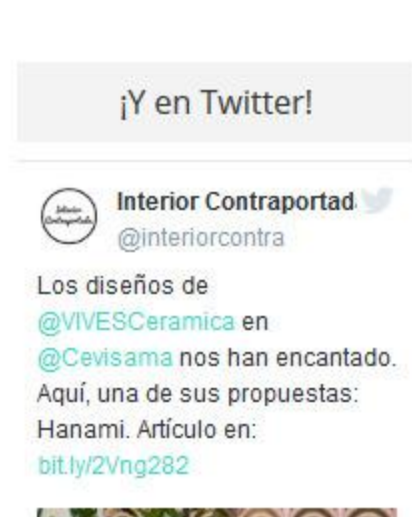 ¡Y en Twitter!
Interior Contraportad
@interiorcontra
Los diseños de
@VIVESCeramica en
@Cevisama nos han encantado.
Aquí, una de sus propuestas:
Hanami. Artículo en:
bit.ly/2Vng282